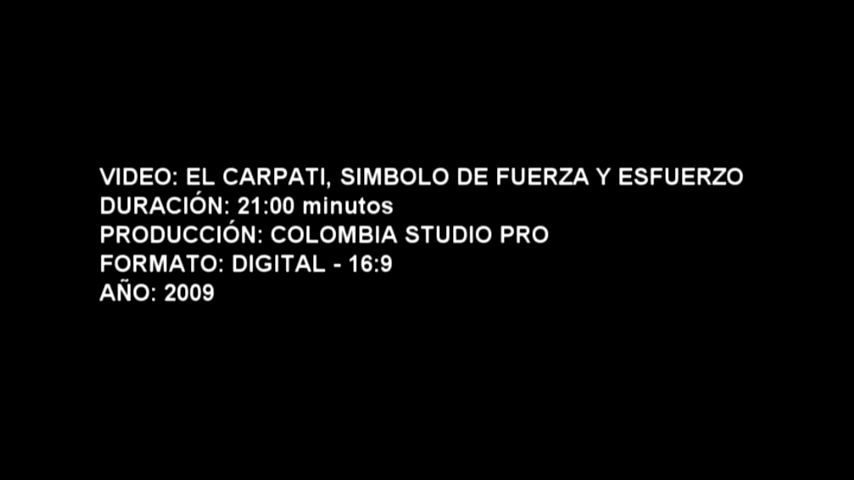 VIDEO: EL CARPATI, SIMBOLO DE FUERZA Y ESFUERZO
DURACIÓN: 21:00 minutos
PRODUCCIÓN: COLOMBIA STUDIO PRO
FORMATO: DIGITAL - 16:9
AÑO: 2009